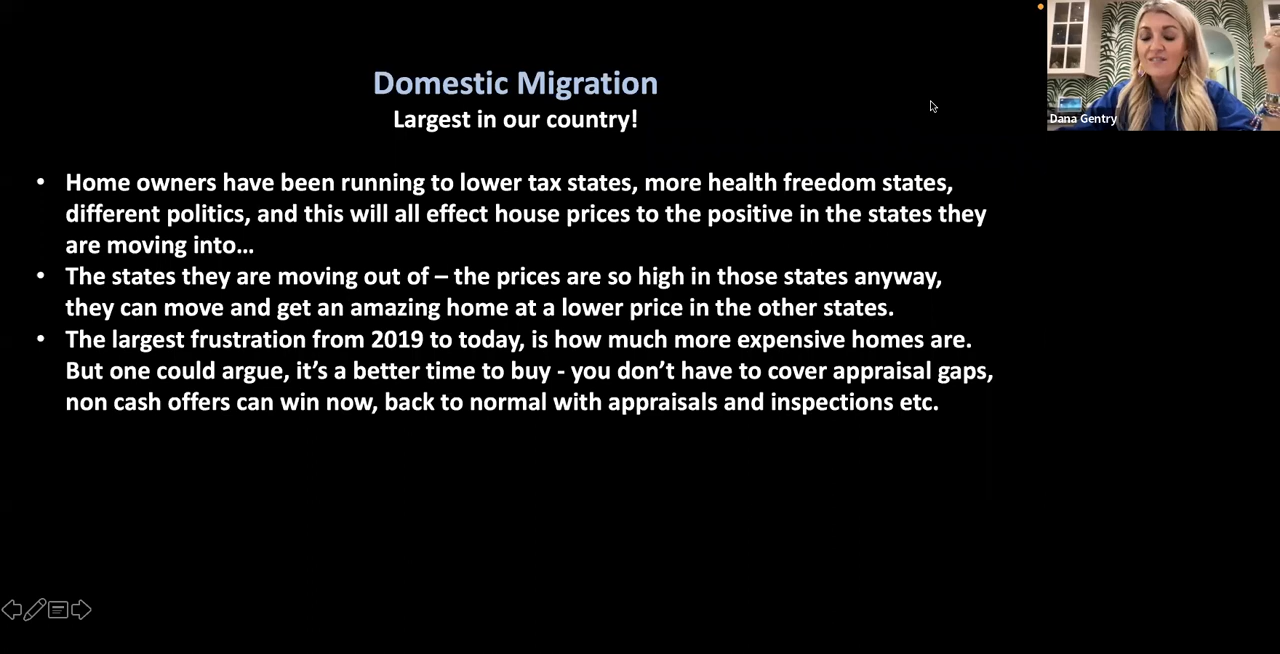 Domestic Migration
Largest in our country!
Dana Gentry
• Home owners have been running to lower tax states, more health freedom states,
different politics, and this will all effect house prices to the positive in the states they
are moving into…
• The states they are moving out of – the prices are so high in those states anyway,
they can move and get an amazing home at a lower price in the other states.
• The largest frustration from 2019 to today, is how much more expensive homes are.
But one could argue, it’s a better time to buy - you don’t have to cover appraisal gaps,
non cash offers can win now, back to normal with appraisals and inspections etc.